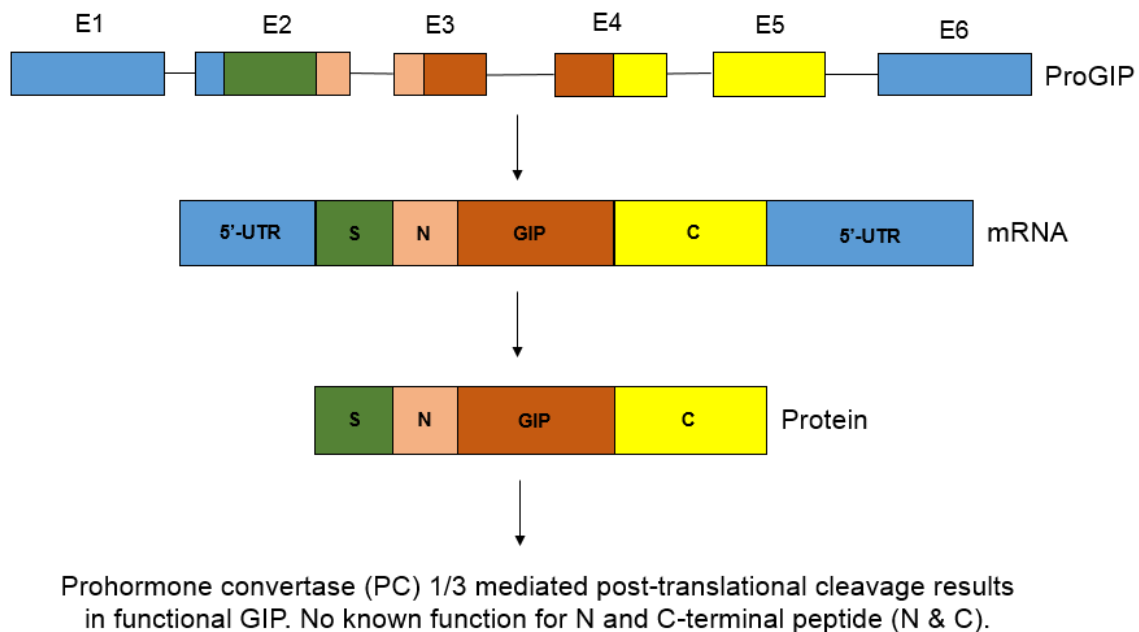 E1 E2 E3 E4 E5 E6
ProGIP
5'-UTR S N GIP C 5'-UTR mRNA
S N GIP C Protein
Prohormone convertase (PC) 1/3 mediated post-translational cleavage results
in functional GIP. No known function for N and C-terminal peptide (N & C).